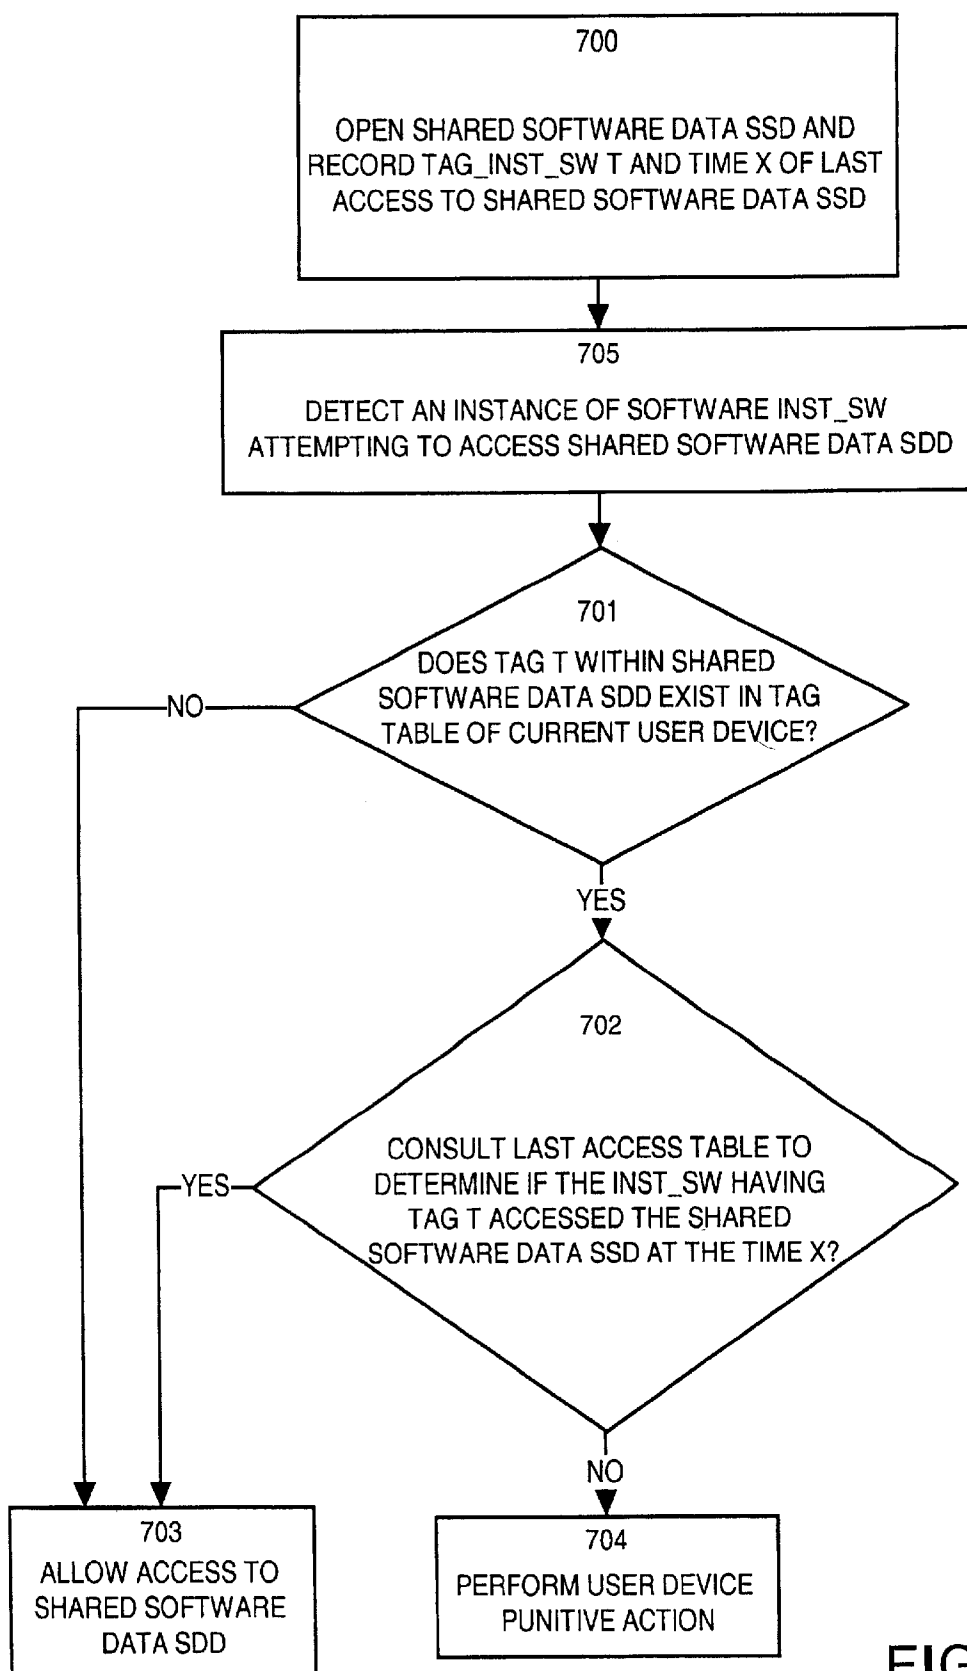 700
OPEN SHARED SOFTWARE DATA SSD AND
RECORD TAG_INST_SW T AND TIME X OF LAST
ACCESS TO SHARED SOFTWARE DATA SSD
705
DETECT AN INSTANCE OF SOFTWARE INST_SW
ATTEMPTING TO ACCESS SHARED SOFTWARE DATA SDD
701
DOES TAG T WITHIN SHARED
SOFTWARE DATA SDD EXIST IN TAG
TABLE OF CURRENT USER DEVICE?
NO
YES
702
CONSULT LAST ACCESS TABLE TO
DETERMINE IF THE INST_SW HAVING
TAG T ACCESSED THE SHARED
SOFTWARE DATA SSD AT THE TIME X?
YES
NO
703
ALLOW ACCESS TO
SHARED SOFTWARE
DATA SDD
704
PERFORM USER DEVICE
PUNITIVE ACTION
FIG